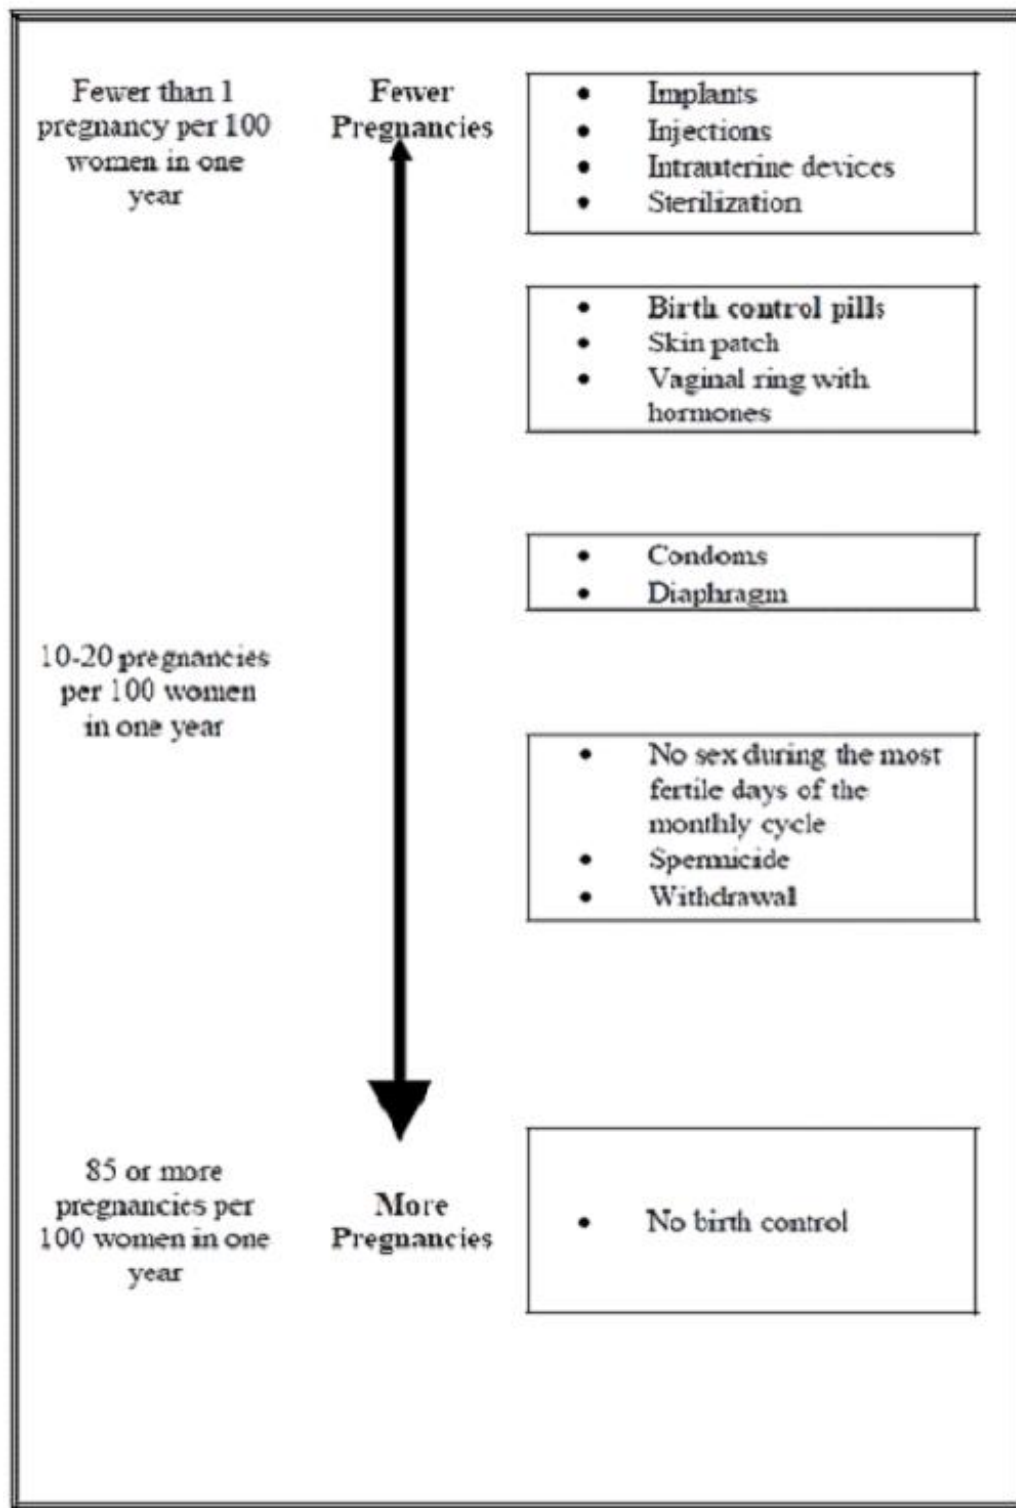 Fewer than 1
pregnancy per 100
women in one
year
Fewer
Pregnancies
• Implants
• Injections
• Intrauterine devices
• Sterilization
• Birth control pills
• Skin patch
• Vaginal ring with
hormones
• Condoms
• Diaphragm
10-20 pregnancies
per 100 women
in one year
• No sex during the most
fertile days of the
monthly cycle
• Spermicide
• Withdrawal
85 or more
pregnancies per
100 women in one
year
More
Pregnancies
• No birth control